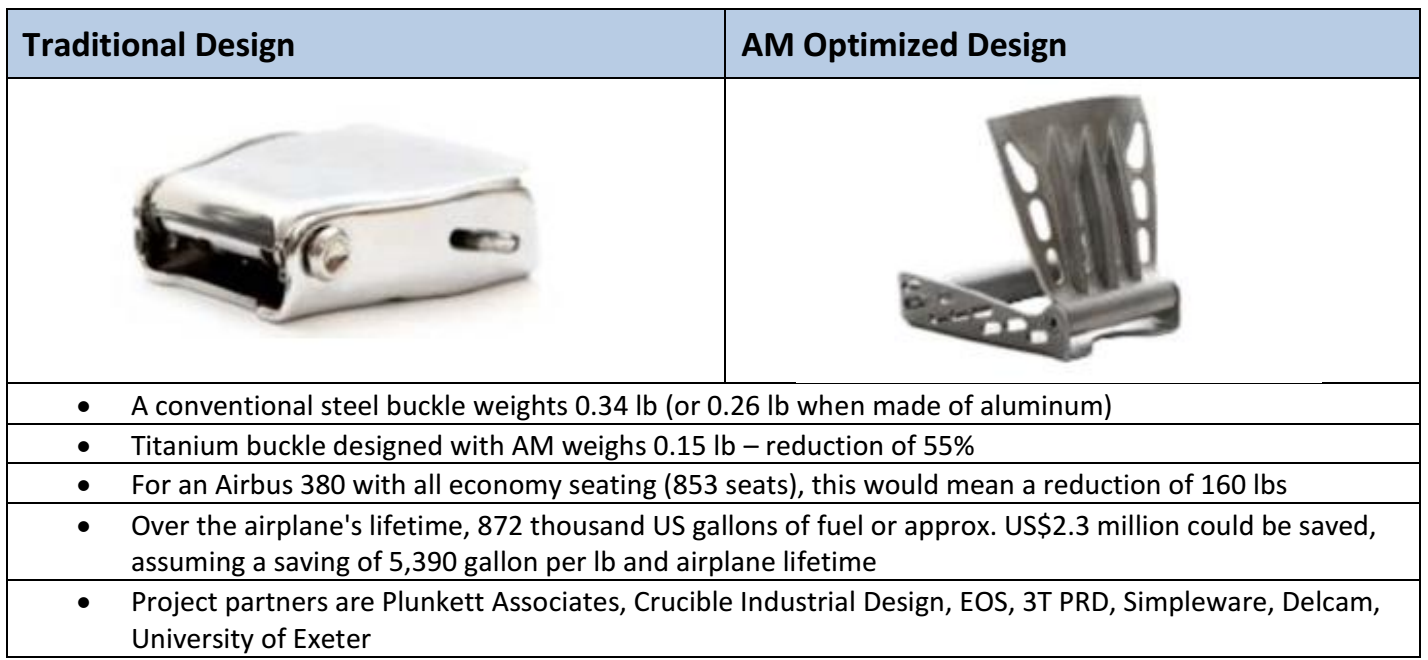 Traditional Design
AM Optimized Design
• A conventional steel buckle weights 0.34 lb (or 0.26 lb when made of aluminum)
• Titanium buckle designed with AM weighs 0.15 lb – reduction of 55%
• For an Airbus 380 with all economy seating (853 seats), this would mean a reduction of 160 lbs
• Over the airplane's lifetime, 872 thousand US gallons of fuel or approx. US$2.3 million could be saved,
assuming a saving of 5,390 gallon per lb and airplane lifetime
• Project partners are Plunkett Associates, Crucible Industrial Design, EOS, 3T PRD, Simpleware, Delcam,
University of Exeter